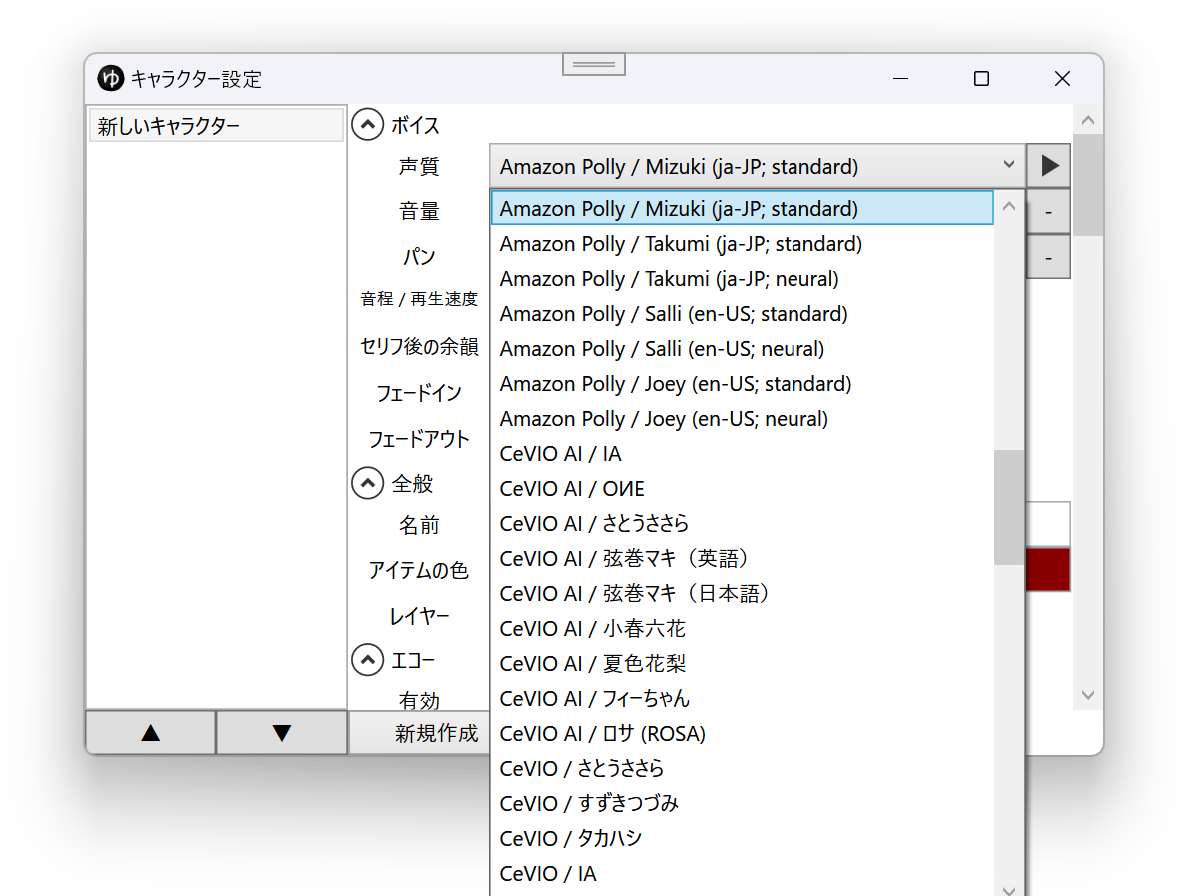 ゆ キャラクター設定
新しいキャラクター
ボイス
声質
Amazon Polly / Mizuki (ja-JP; standard)
音量
-
パン
-
音程 / 再生速度
セリフ後の余韻
フェードイン
フェードアウト
全般
名前
アイテムの色
レイヤー
エコー
有効
▲
▼
新規作成
Amazon Polly / Mizuki (ja-JP; standard)
Amazon Polly / Takumi (ja-JP; standard)
Amazon Polly / Takumi (ja-JP; neural)
Amazon Polly / Salli (en-US; standard)
Amazon Polly / Salli (en-US; neural)
Amazon Polly / Joey (en-US; standard)
Amazon Polly / Joey (en-US; neural)
CeVIO AI / IA
CeVIO AI / OИE
CeVIO AI / さとうささら
CeVIO AI / 弦巻マキ（英語）
CeVIO AI / 弦巻マキ（日本語）
CeVIO AI / 小春六花
CeVIO AI / 夏色花梨
CeVIO AI / フィーちゃん
CeVIO AI / ロサ (ROSA)
CeVIO / さとうささら
CeVIO / すずきつづみ
CeVIO / タカハシ
CeVIO / IA